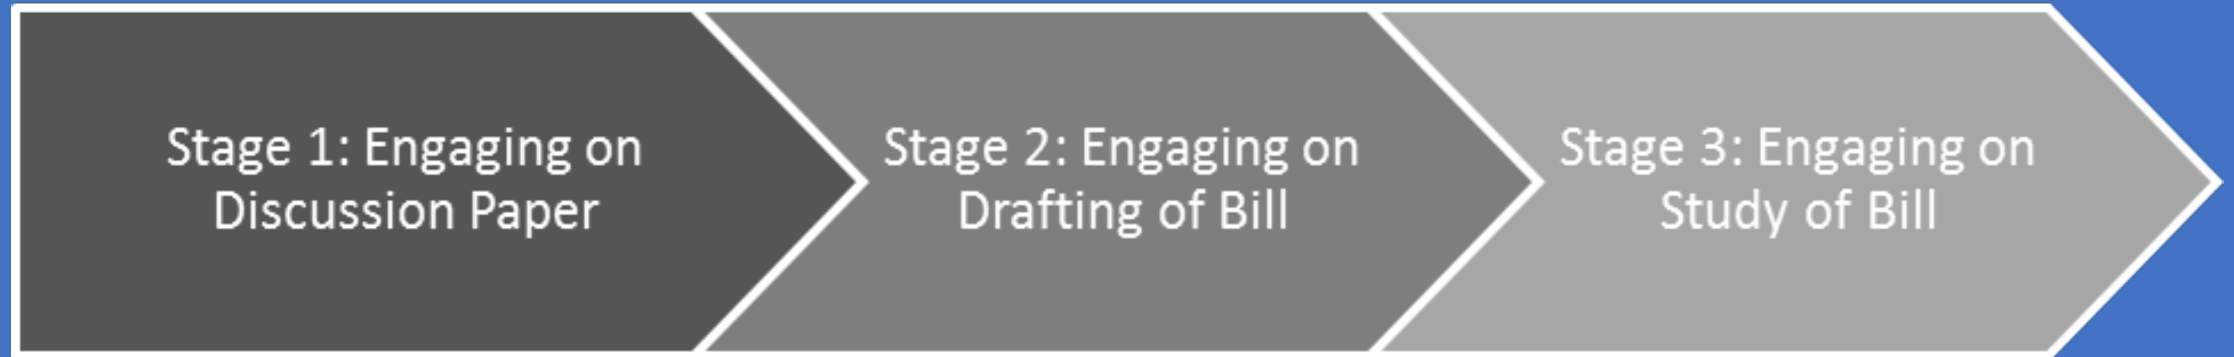 Stage 1: Engaging on
Discussion Paper
Stage 2: Engaging on
Drafting of Bill
Stage 3: Engaging on
Study of Bill